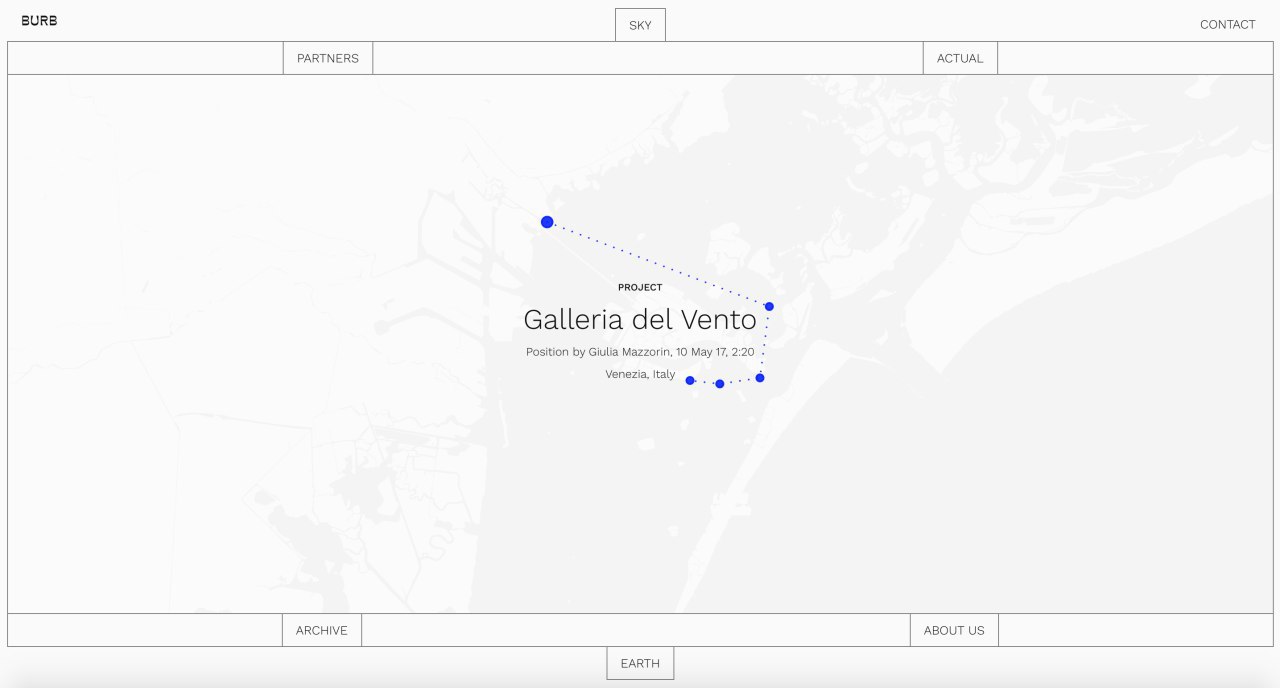 BURB
SKY
CONTACT
PARTNERS
ACTUAL
PROJECT
Galleria del Vento
Position by Giulia Mazzorin, 10 May 17, 2:20
Venezia, Italy
ARCHIVE
ABOUT US
EARTH